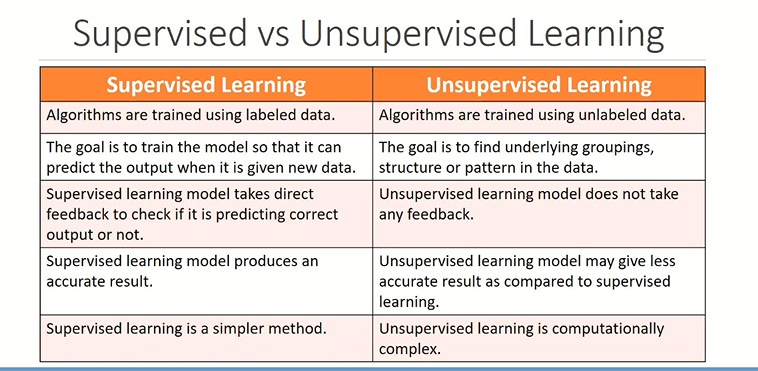 Supervised vs Unsupervised Learning
Supervised Learning
Unsupervised Learning
Algorithms are trained using labeled data.
Algorithms are trained using unlabeled data.
The goal is to train the model so that it can
predict the output when it is given new data.
The goal is to find underlying groupings,
structure or pattern in the data.
Supervised learning model takes direct
feedback to check if it is predicting correct
output or not.
Unsupervised learning model does not take
any feedback.
Supervised learning model produces an
accurate result.
Unsupervised learning model may give less
accurate result as compared to supervised
learning.
Supervised learning is a simpler method.
Unsupervised learning is computationally
complex.